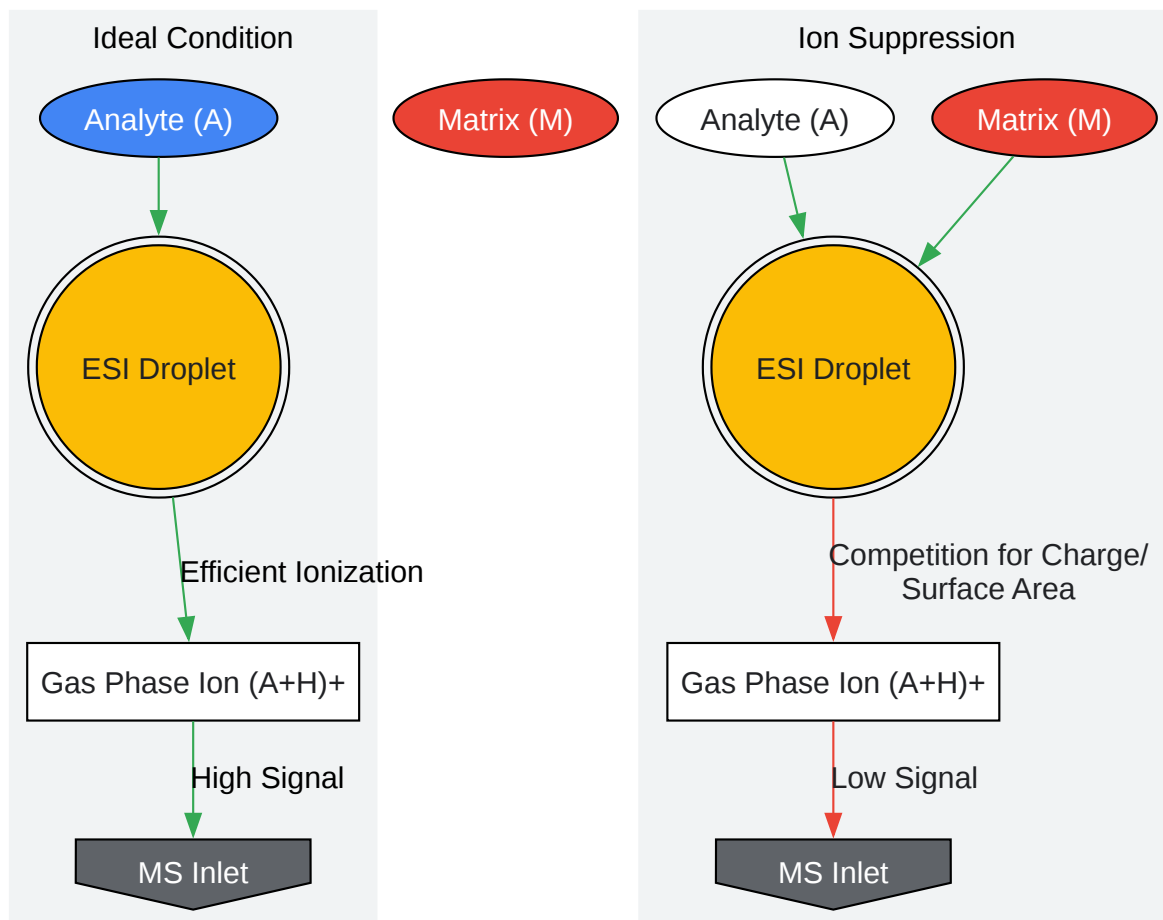 Ideal Condition
Analyte (A)
ESI Droplet
Efficient Ionization
Gas Phase Ion (A+H)+
High Signal
MS Inlet
Matrix (M)
Ion Suppression
Analyte (A)
Matrix (M)
ESI Droplet
Competition for Charge/
Surface Area
Gas Phase Ion (A+H)+
Low Signal
MS Inlet